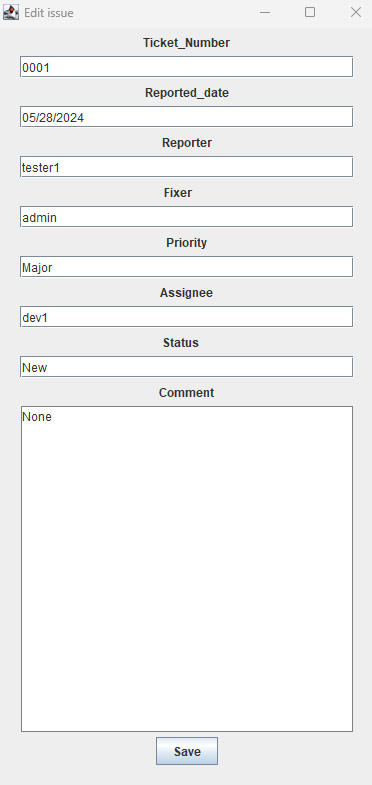 Edit issue
Ticket_Number
0001
Reported_date
05/28/2024
Reporter
tester1
Fixer
admin
Priority
Major
Assignee
dev1
Status
New
Comment
None
Save